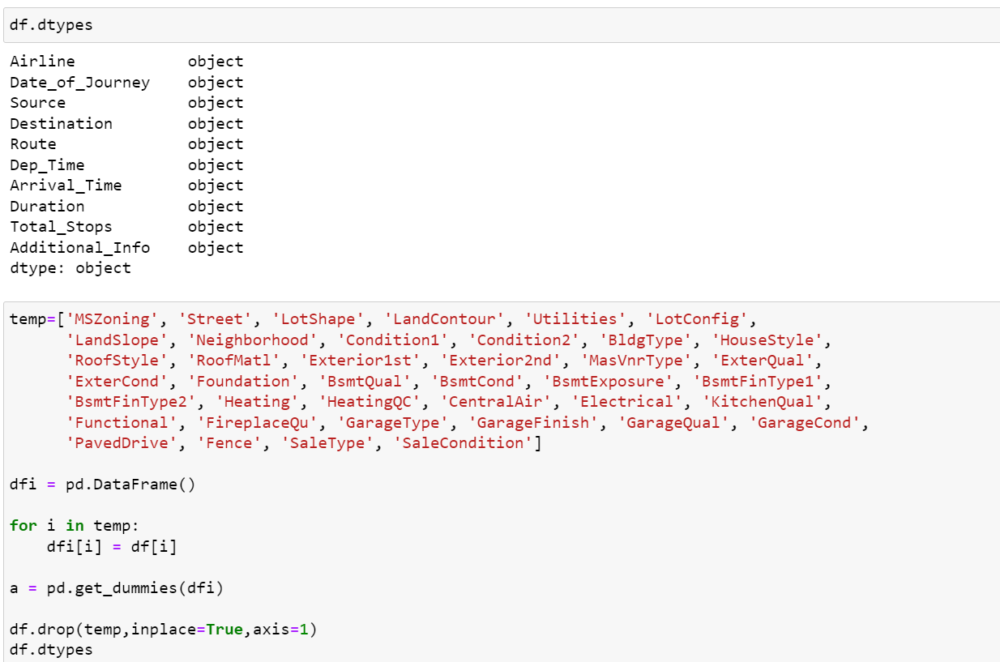 df.dtypes
Airline object
Date_of_Journey object
Source object
Destination object
Route object
Dep_Time object
Arrival_Time object
Duration object
Total_Stops object
Additional_Info object
dtype: object
temp=['MSZoning', 'Street', 'LotShape', 'LandContour', 'Utilities', 'LotConfig',
'LandSlope', 'Neighborhood', 'Condition1', 'Condition2', 'BldgType', 'HouseStyle',
'RoofStyle', 'RoofMatl', 'Exterior1st', 'Exterior2nd', 'MasVnrType', 'ExterQual',
'ExterCond', 'Foundation', 'BsmtQual', 'BsmtCond', 'BsmtExposure', 'BsmtFinType1',
'BsmtFinType2', 'Heating', 'HeatingQC', 'CentralAir', 'Electrical', 'KitchenQual',
'Functional', 'FireplaceQu', 'GarageType', 'GarageFinish', 'GarageQual', 'GarageCond',
'PavedDrive', 'Fence', 'SaleType', 'SaleCondition']
dfi = pd.DataFrame()
for i in temp:
dfi[i] = df[i]
a = pd.get_dummies(dfi)
df.drop(temp,inplace=True,axis=1)
df.dtypes